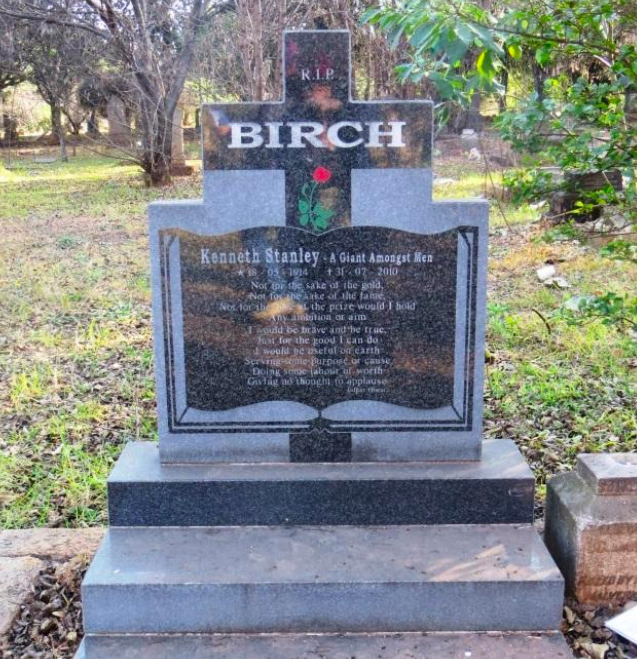 R.I.P.
BIRCH
Kenneth Stanley - A Giant Amongst Men
★ 18 - 05 - 1914 ✝ 31 - 07 - 2010
Not for the sake of the gold,
Not for the sake of the fame,
Not for the sake of the prize would I hold
Any ambition or aim
I would be brave and be true,
Just for the good I can do
I would be useful on earth
Serving some purpose or cause
Doing some labour of worth
Giving no thought to applause